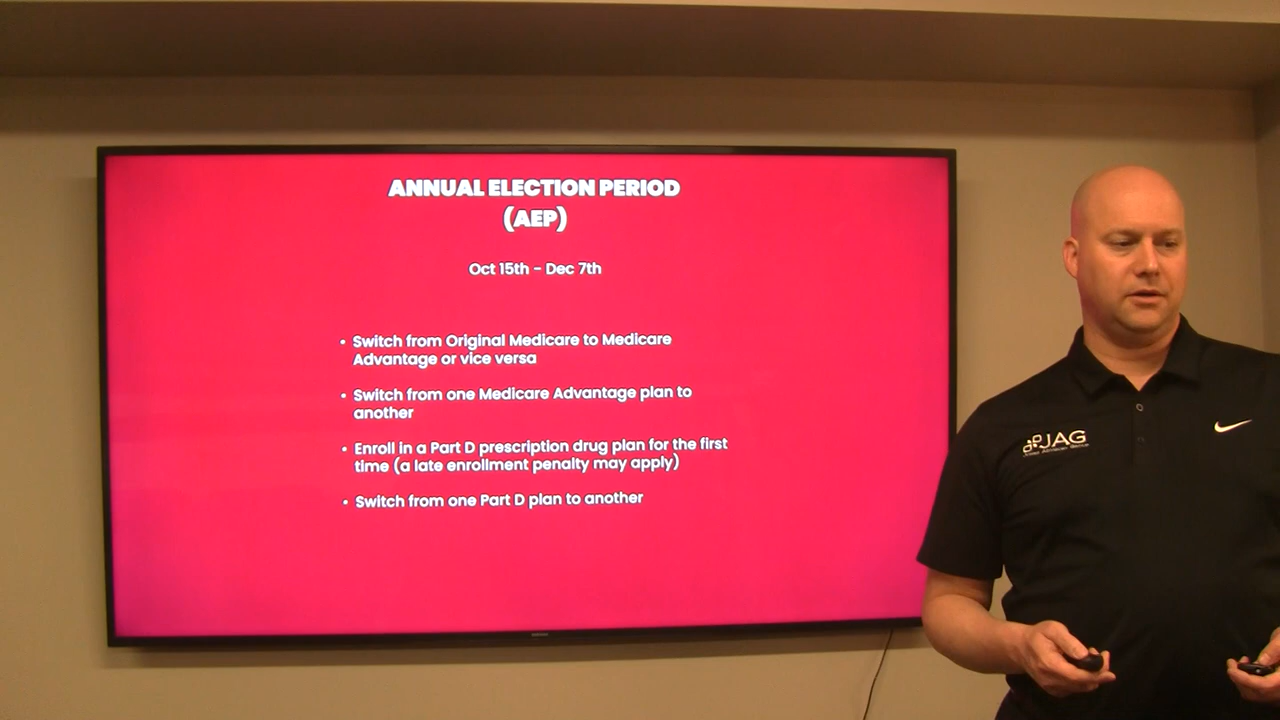 ANNUAL ELECTION PERIOD
(AEP)
Oct 15th - Dec 7th
• Switch from Original Medicare to Medicare
Advantage or vice versa
• Switch from one Medicare Advantage plan to
another
• Enroll in a Part D prescription drug plan for the first
time (a late enrollment penalty may apply)
• Switch from one Part D plan to another
JAG